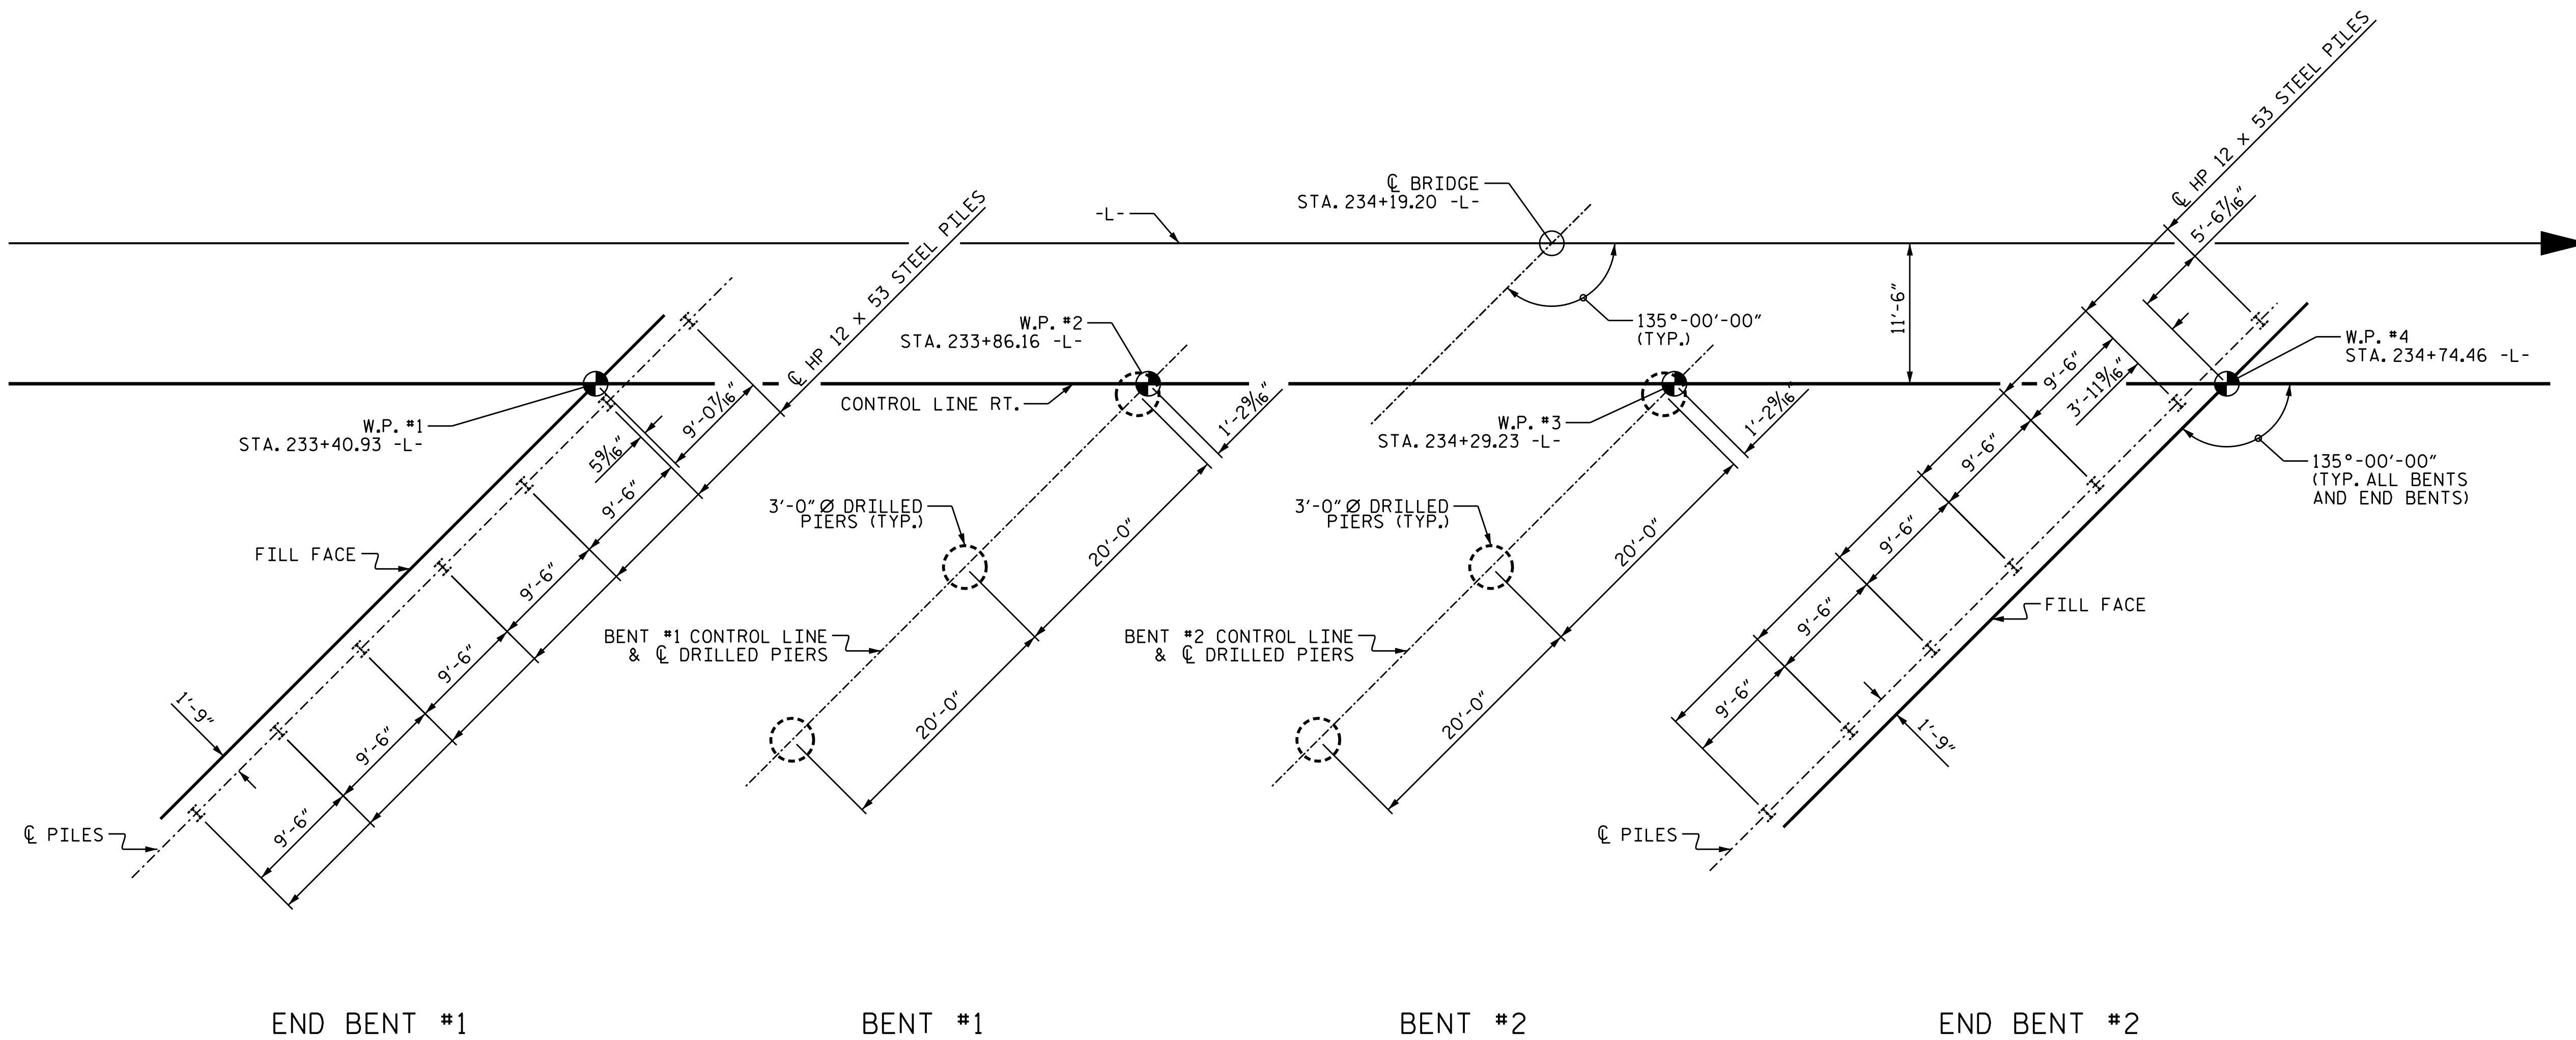 ℄ HP 12 x 53 STEEL PILES
5'-6 7/16"
℄ BRIDGE
STA. 234+19.20 -L-
-L-
℄ HP 12 x 53 STEEL PILES
11'-6"
135°-00'-00"
(TYP.)
W.P. #2
STA. 233+86.16 -L-
W.P. #4
STA. 234+74.46 -L-
9'-6"
3'-11 9/16"
CONTROL LINE RT.
W.P. #1
STA. 233+40.93 -L-
9'-0 7/16"
5 9/16"
1'-2 9/16"
W.P. #3
STA. 234+29.23 -L-
1'-2 9/16"
135°-00'-00"
(TYP. ALL BENTS
AND END BENTS)
9'-6"
9'-6"
3'-0" Ø DRILLED
PIERS (TYP.)
3'-0" Ø DRILLED
PIERS (TYP.)
20'-0"
20'-0"
9'-6"
FILL FACE
9'-6"
9'-6"
FILL FACE
BENT #1 CONTROL LINE
& ℄ DRILLED PIERS
BENT #2 CONTROL LINE
& ℄ DRILLED PIERS
9'-6"
9'-6"
1'-9"
20'-0"
20'-0"
1'-9"
9'-6"
9'-6"
℄ PILES
℄ PILES
END BENT #1
BENT #1
BENT #2
END BENT #2